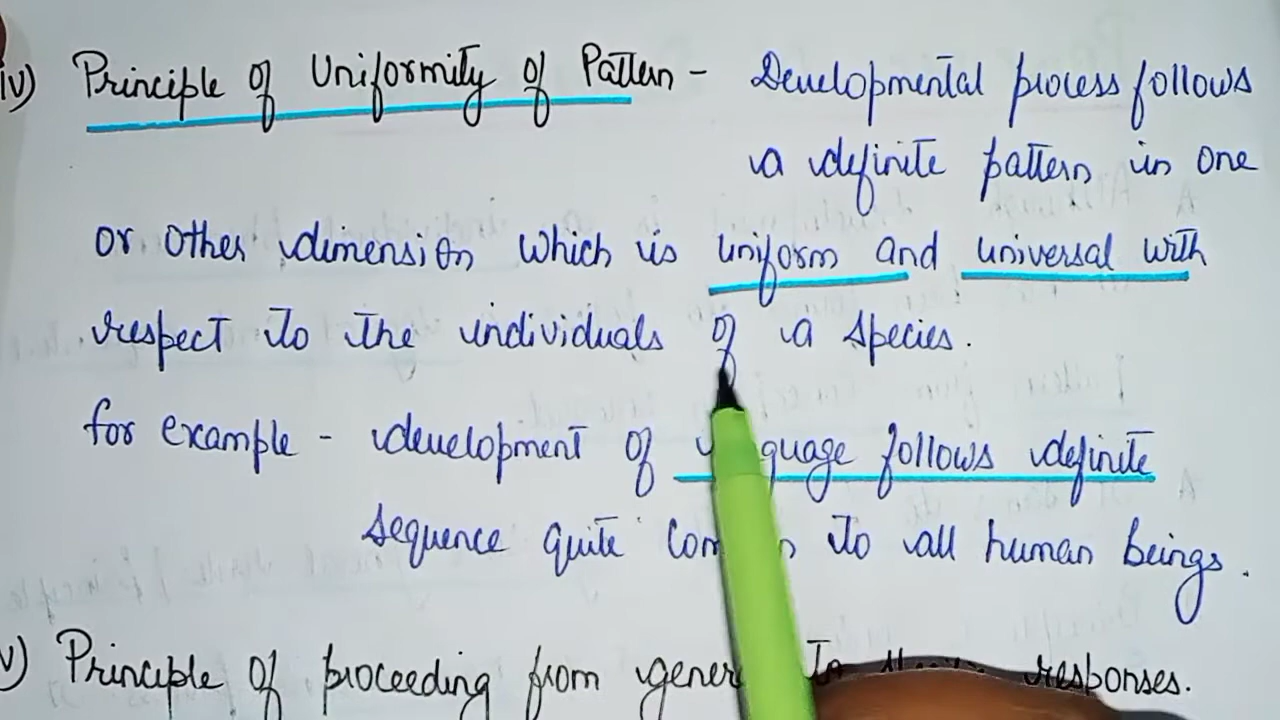 iv) Principle of Uniformity of Pattern - Developmental process follows
a definite pattern in one
or other dimension which is uniform and universal with
respect to the individuals of a species.
for example - development of follows definite
sequence quite to all human beings.
v) Principle of proceeding from responses.